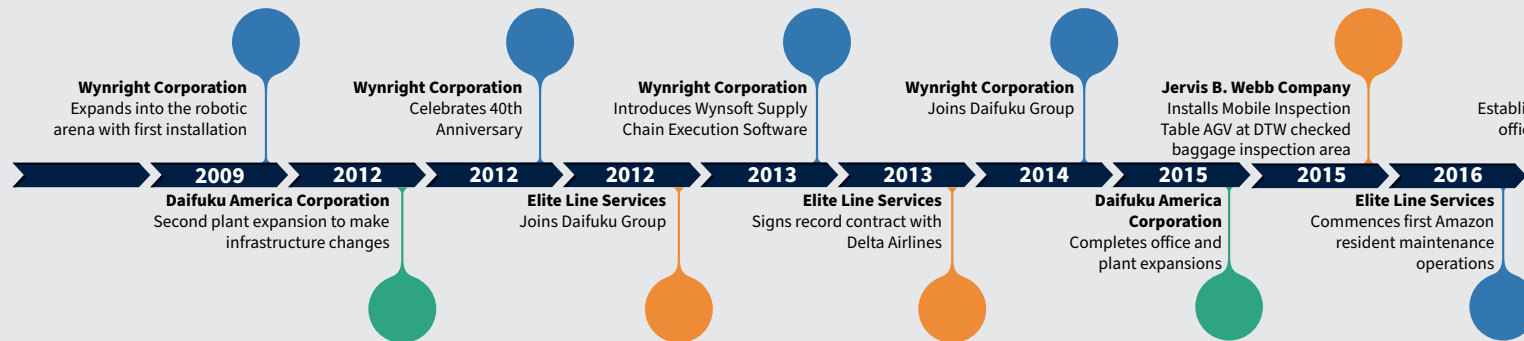 Wynright Corporation
Expands into the robotic
arena with first installation
Wynright Corporation
Celebrates 40th
Anniversary
Wynright Corporation
Introduces Wynsoft Supply
Chain Execution Software
Wynright Corporation
Joins Daifuku Group
Jervis B. Webb Company
Installs Mobile Inspection
Table AGV at DTW checked
baggage inspection area
2009
2012
2012
2012
2013
2013
2014
2015
2015
2016
Daifuku America Corporation
Second plant expansion to make
infrastructure changes
Elite Line Services
Joins Daifuku Group
Elite Line Services
Signs record contract with
Delta Airlines
Daifuku America
Corporation
Completes office and
plant expansions
Elite Line Services
Commences first Amazon
resident maintenance
operations